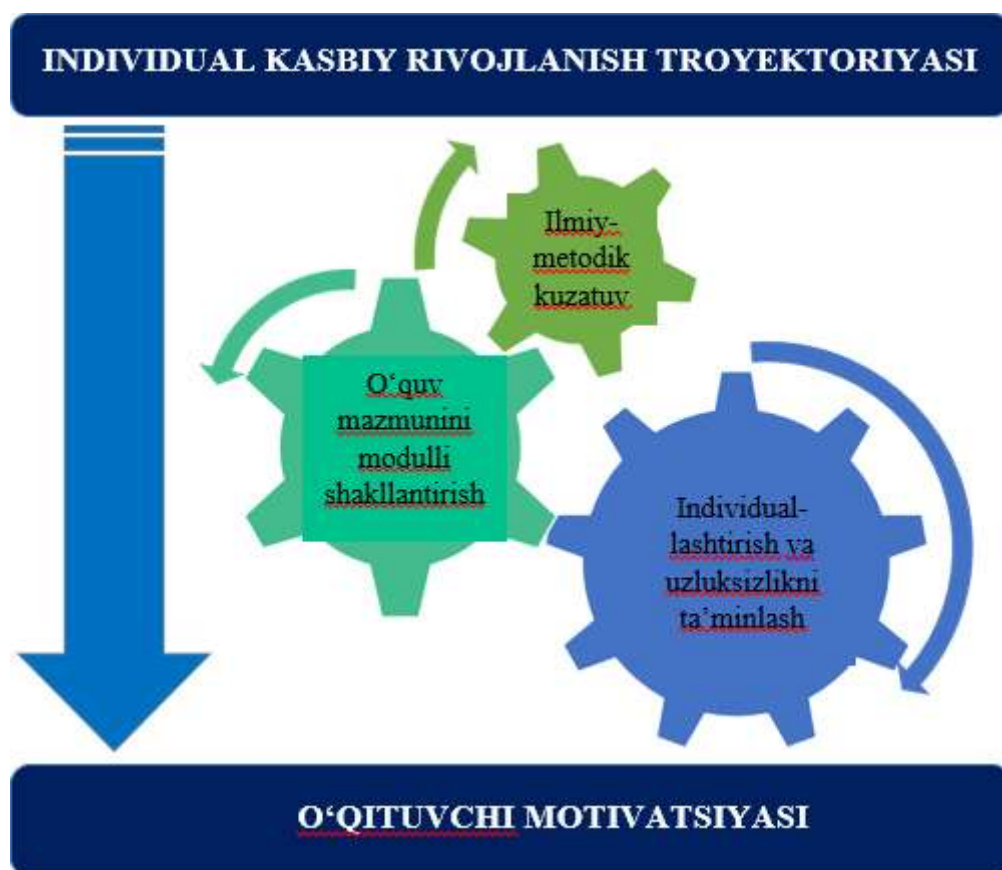 INDIVIDUAL KASBIY RIVOJLANISH TROYEKTORIYASI
Ilmiy-
metodik
kuzatuv
O‘quv
mazmunini
modulli
shakllantirish
Individual-
lashtirish va
uzluksizlikni
ta’minlash
O‘QITUVCHI MOTIVATSIYASI